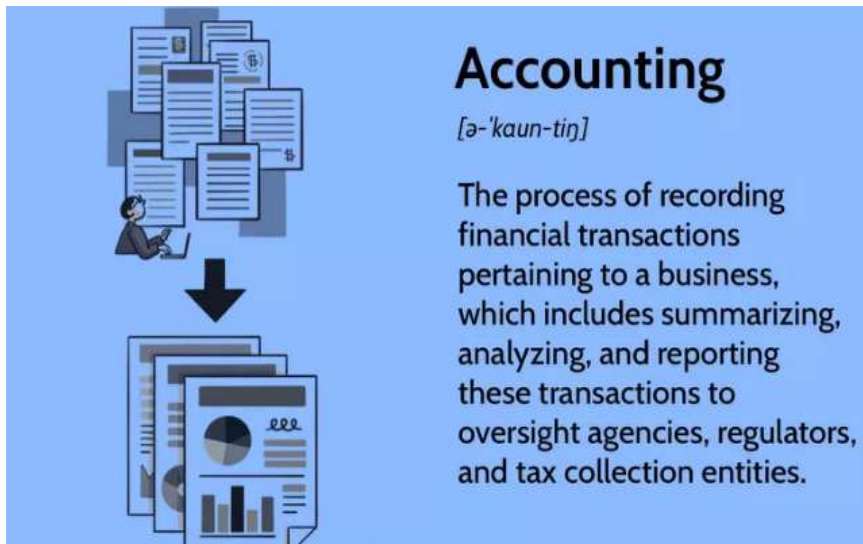 Accounting
[ə-'kaun-tiŋ]
The process of recording
financial transactions
pertaining to a business,
which includes summarizing,
analyzing, and reporting
these transactions to
oversight agencies, regulators,
and tax collection entities.